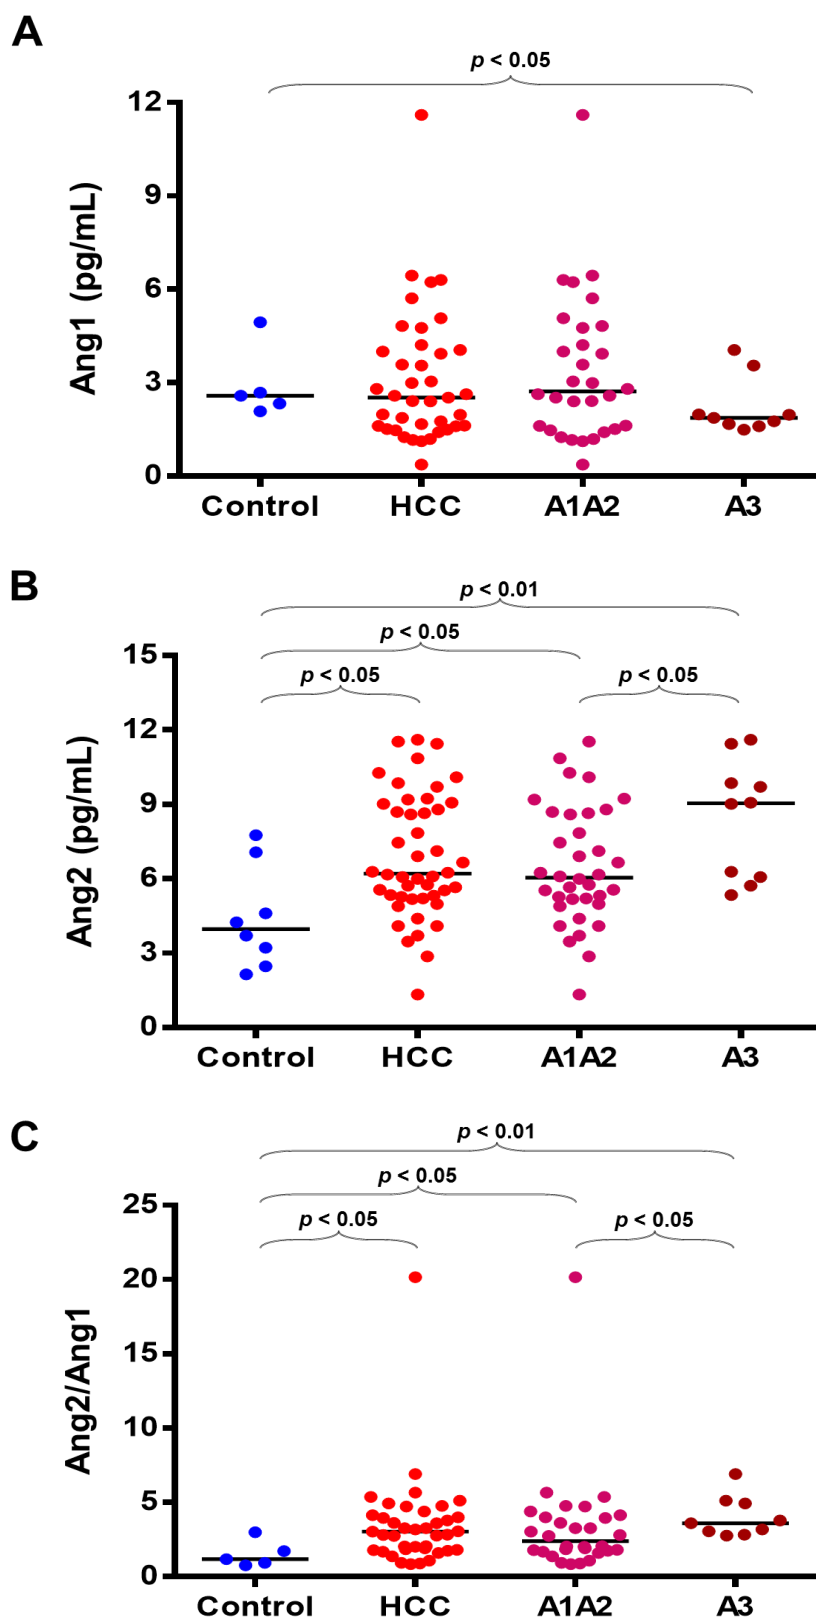 A
p < 0.05
12
9
6
3
0
Ang1 (pg/mL)
Control HCC A1A2 A3
B
p < 0.01
p < 0.05
p < 0.05 p < 0.05
15
12
9
6
3
0
Ang2 (pg/mL)
Control HCC A1A2 A3
C
p < 0.01
p < 0.05
p < 0.05 p < 0.05
25
20
15
10
5
0
Ang2/Ang1
Control HCC A1A2 A3